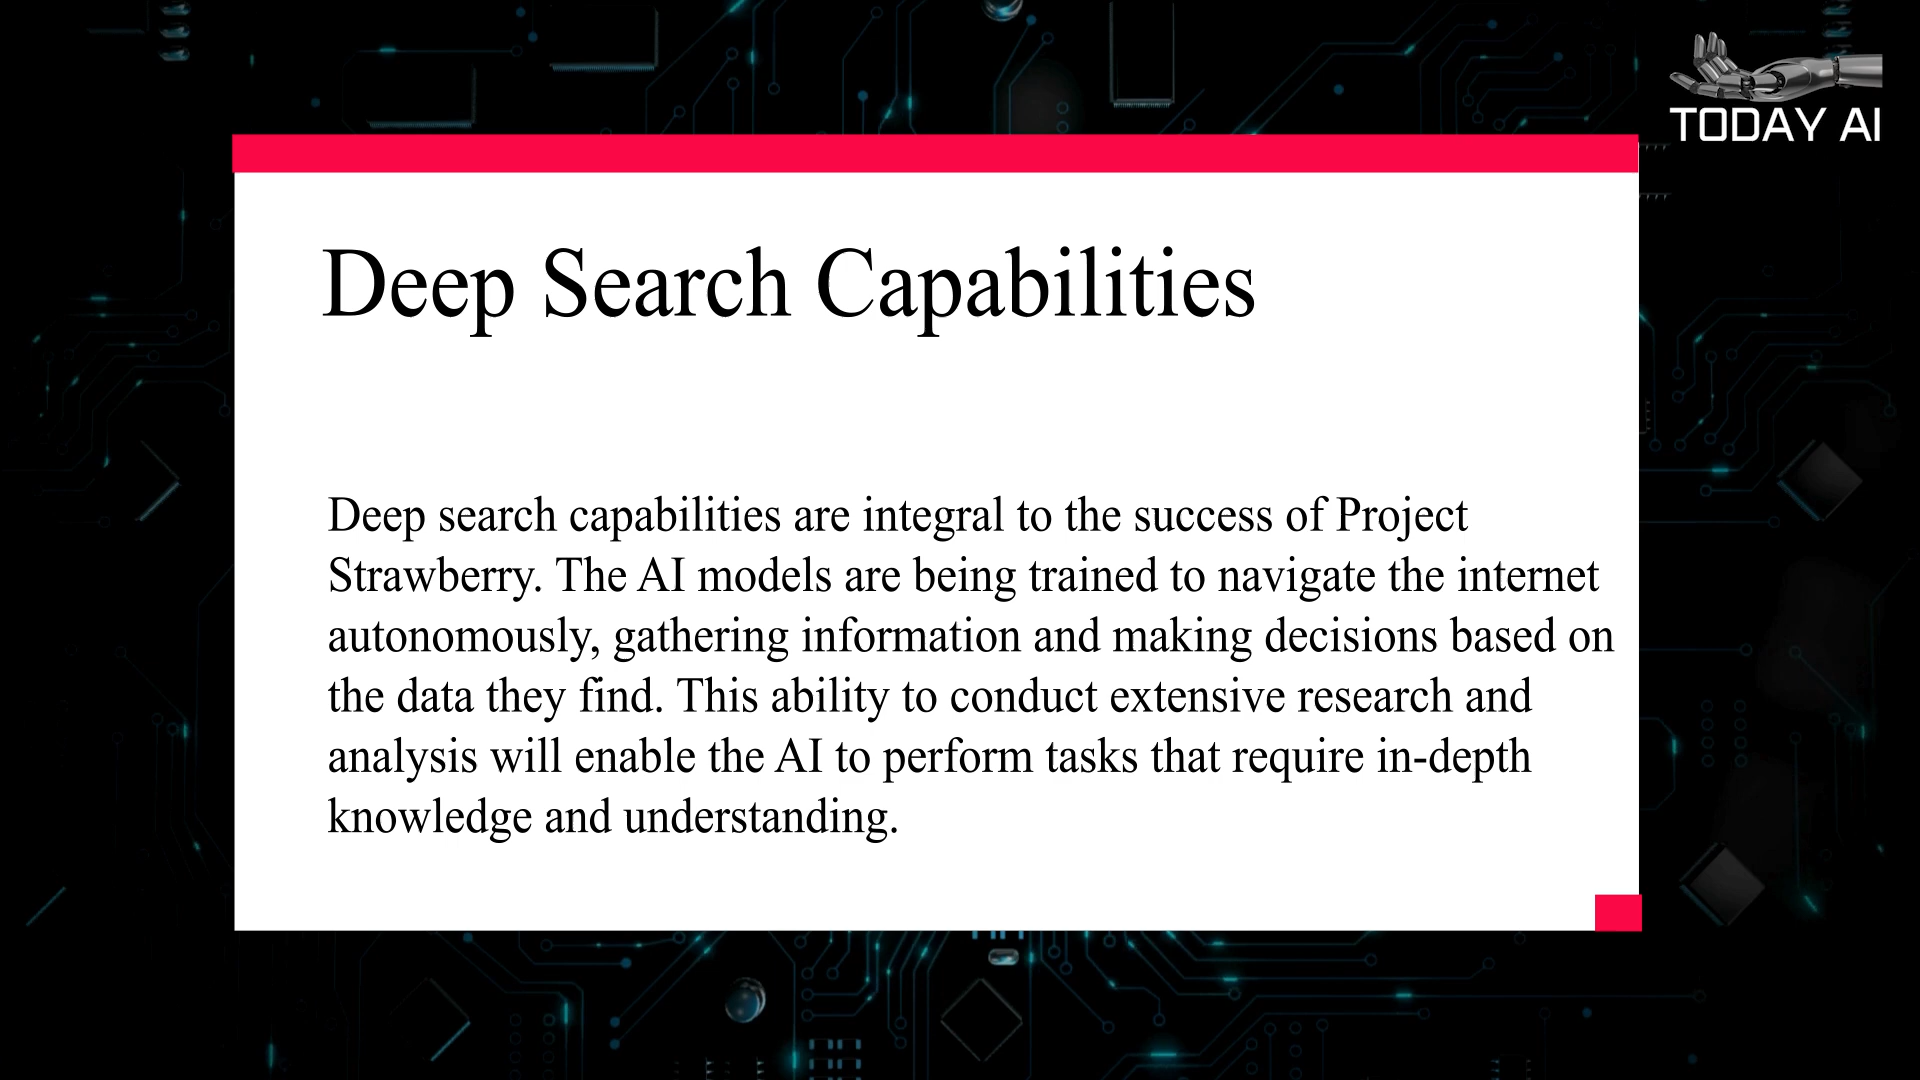 TODAY AI
Deep Search Capabilities
Deep search capabilities are integral to the success of Project
Strawberry. The AI models are being trained to navigate the internet
autonomously, gathering information and making decisions based on
the data they find. This ability to conduct extensive research and
analysis will enable the AI to perform tasks that require in-depth
knowledge and understanding.